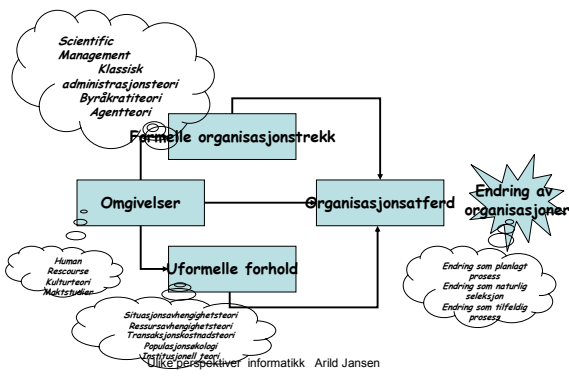 Scientific
Management
Klassisk
administrasjonsteori
Byråkratiteori
Agentteori
Formelle organisasjonstrekk
Omgivelser
Organisasjonsatferd
Endring av
organisasjoner
Human
Rescourse
Kulturteori
Maktstudier
Uformelle forhold
Endring som planlagt
prosess
Endring som naturlig
seleksjon
Endring som tilfeldig
prosess
Situasjonsavhengighetsteori
Ressursavhengighetsteori
Transaksjonskostnadsteori
Populasjonsøkologi
Institusjonell teori
Ulike perspektiver informatikk Arild Jansen